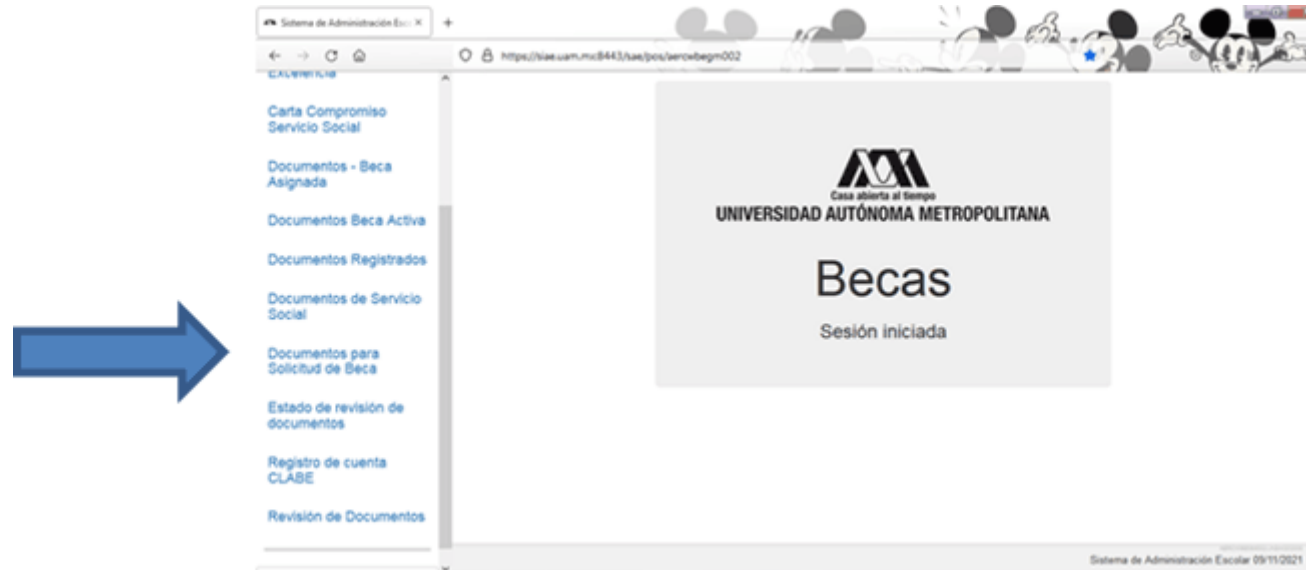 Sistema de Administración Esc
https://siae.uam.mx:8443/sae/pos/aerowbegm002
Excelencia
Carta Compromiso
Servicio Social
Documentos - Beca
Asignada
Documentos Beca Activa
Documentos Registrados
Documentos de Servicio
Social
Documentos para
Solicitud de Beca
Estado de revisión de
documentos
Registro de cuenta
CLABE
Revisión de Documentos
Casa abierta al tiempo
UNIVERSIDAD AUTÓNOMA METROPOLITANA
Becas
Sesión iniciada
Sistema de Administración Escolar 09/11/2021